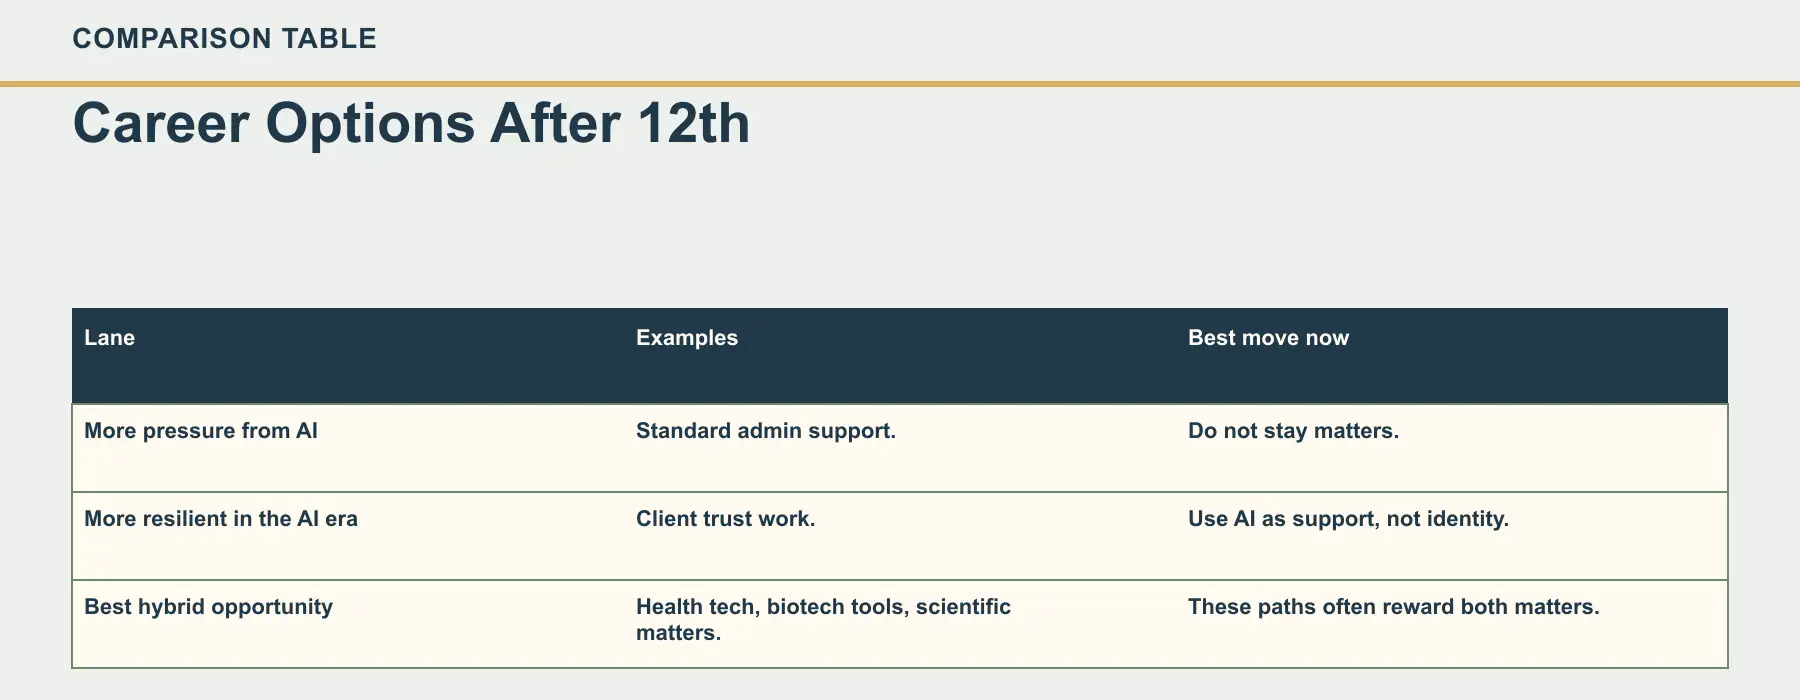 COMPARISON TABLE
Career Options After 12th
Lane Examples Best move now
More pressure from AI Standard admin support. Do not stay matters.
More resilient in the AI era Client trust work. Use AI as support, not identity.
Best hybrid opportunity Health tech, biotech tools, scientific These paths often reward both matters.
matters.